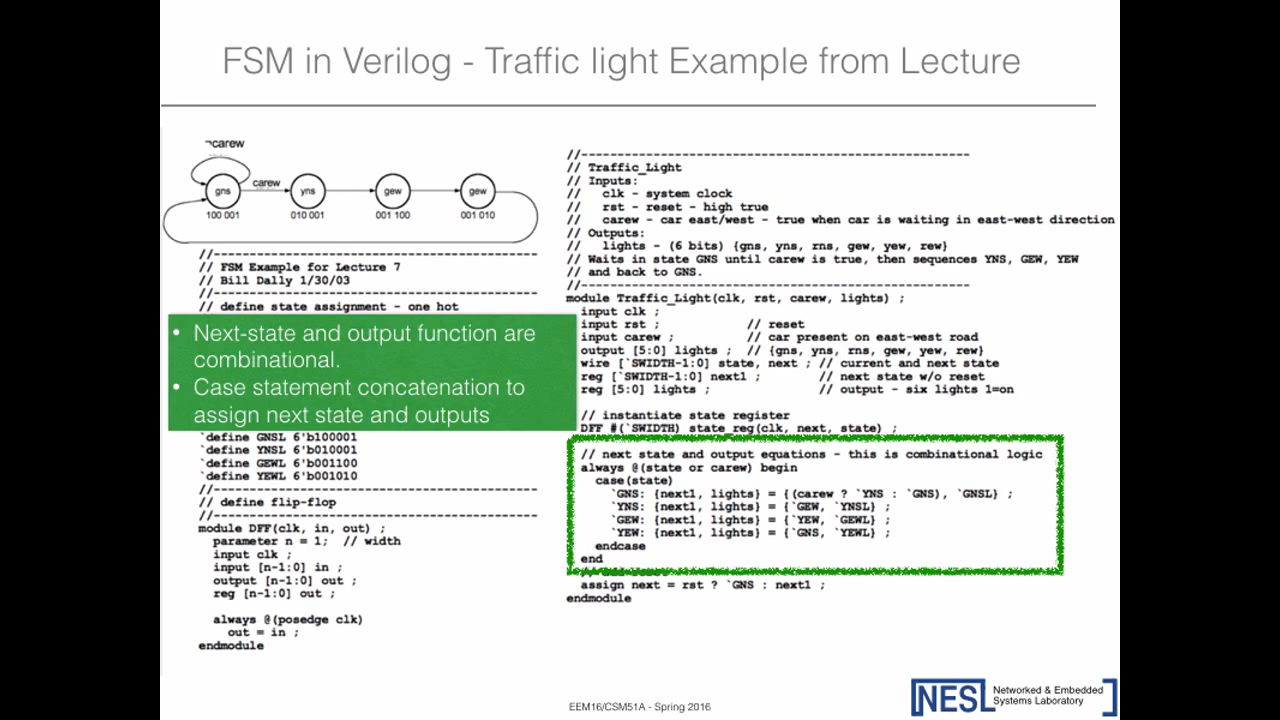 FSM in Verilog - Traffic light Example from Lecture
¬carew
carew
gns
yns
gew
gew
100 001
010 001
001 100
001 010
//-----------------------------------------------
// FSM Example for Lecture 7
// Bill Dally 1/30/03
//-----------------------------------------------
// define state assignment - one hot
• Next-state and output function are
combinational.
• Case statement concatenation to
assign next state and outputs
`define GNSL 6'b100001
`define YNSL 6'b010001
`define GEWL 6'b001100
`define YEWL 6'b001010
//-----------------------------------------------
// define flip-flop
//-----------------------------------------------
module DFF(clk, in, out) ;
parameter n = 1;  // width
input clk ;
input [n-1:0] in ;
output [n-1:0] out ;
reg [n-1:0] out ;
always @(posedge clk)
out = in ;
endmodule
//-------------------------------------------------------
// Traffic_Light
// Inputs:
//   clk - system clock
//   rst - reset - high true
//   carew - car east/west - true when car is waiting in east-west direction
// Outputs:
//   lights - (6 bits) {gns, yns, rns, gew, yew, rew}
// Waits in state GNS until carew is true, then sequences YNS, GEW, YEW
// and back to GNS.
//-------------------------------------------------------
module Traffic_Light(clk, rst, carew, lights) ;
input clk ;
input rst ; // reset
input carew ; // car present on east-west road
output [5:0] lights ; // {gns, yns, rns, gew, yew, rew}
wire [`SWIDTH-1:0] state, next ; // current and next state
reg [`SWIDTH-1:0] next1 ; // next state w/o reset
reg [5:0] lights ; // output - six lights 1=on
// instantiate state register
DFF #(`SWIDTH) state_reg(clk, next, state) ;
// next state and output equations - this is combinational logic
always @(state or carew) begin
case(state)
`GNS: {next1, lights} = {(carew ? `YNS : `GNS), `GNSL} ;
`YNS: {next1, lights} = {`GEW, `YNSL} ;
`GEW: {next1, lights} = {`YEW, `GEWL} ;
`YEW: {next1, lights} = {`GNS, `YEWL} ;
endcase
end
assign next = rst ? `GNS : next1 ;
endmodule
EEM16/CSM51A - Spring 2016
NESL
Networked & Embedded
Systems Laboratory